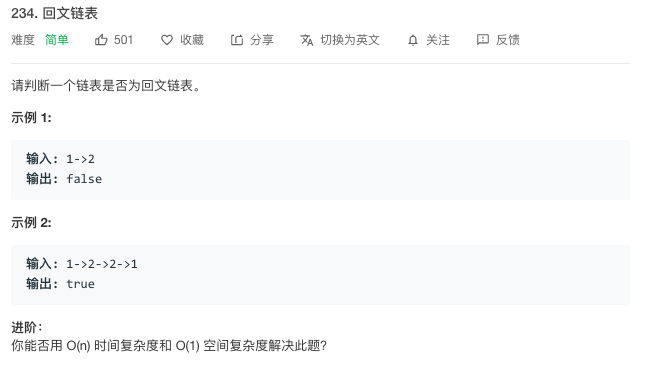 234. 回文链表
难度 简单 501 收藏 分享 切换为英文 关注 反馈
请判断一个链表是否为回文链表。
示例 1:
输入: 1->2
输出: false
示例 2:
输入: 1->2->2->1
输出: true
进阶：
你能否用 O(n) 时间复杂度和 O(1) 空间复杂度解决此题？